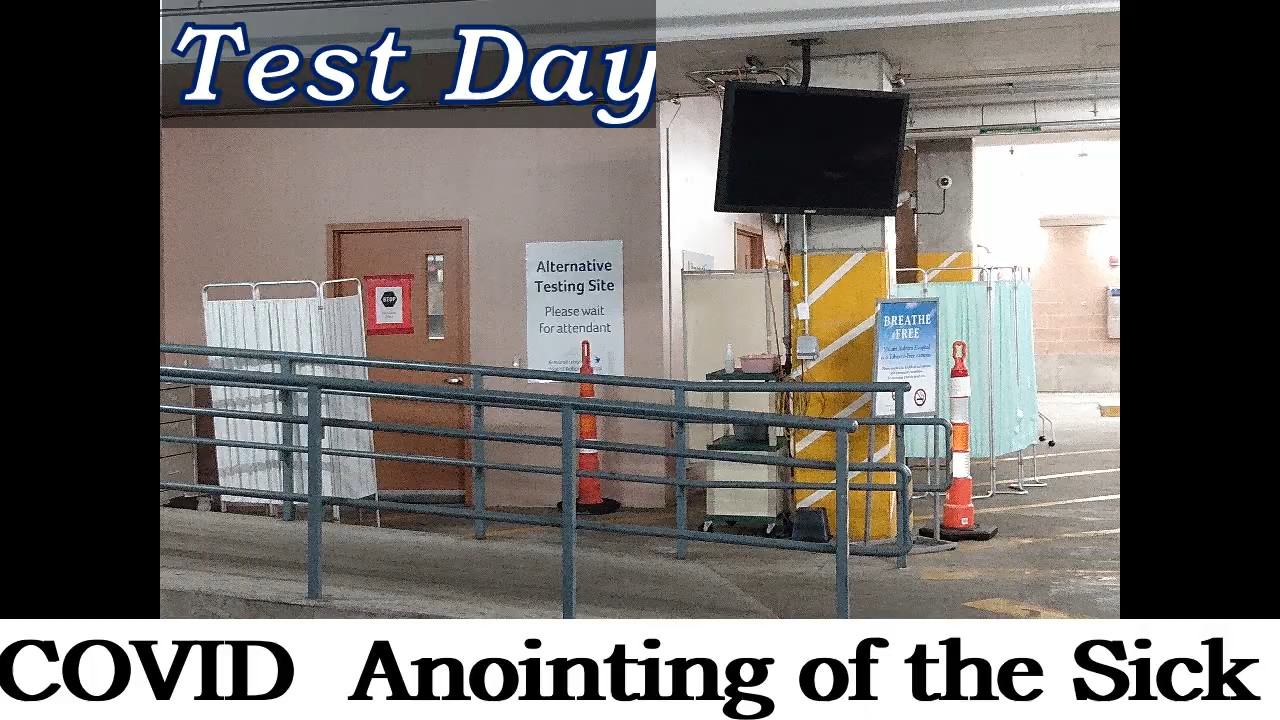 Test Day
STOP
Alternative
Testing Site
Please wait
for attendant
BREATHE
FREE
COVID Anointing of the Sick